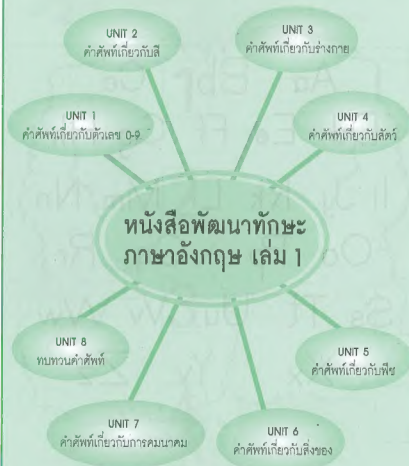 UNIT 2
คำศัพท์เกี่ยวกับสี
UNIT 3
คำศัพท์เกี่ยวกับร่างกาย
UNIT 1
คำศัพท์เกี่ยวกับตัวเลข 0-9
UNIT 4
คำศัพท์เกี่ยวกับสัตว์
หนังสือพัฒนาทักษะ
ภาษาอังกฤษ เล่ม 1
UNIT 8
ทบทวนคำศัพท์
UNIT 5
คำศัพท์เกี่ยวกับพืช
UNIT 7
คำศัพท์เกี่ยวกับการคมนาคม
UNIT 6
คำศัพท์เกี่ยวกับสิ่งของ